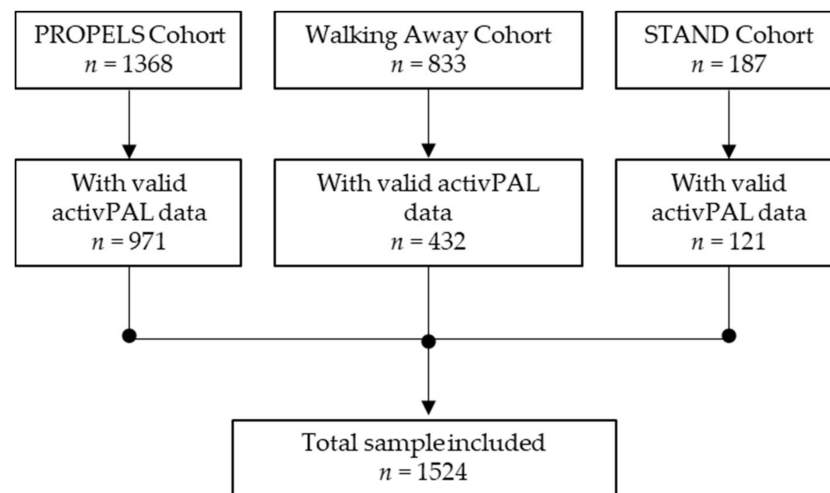 PROPELS Cohort
n = 1368
Walking Away Cohort
n = 833
STAND Cohort
n = 187
With valid
activPAL data
n = 971
With valid activPAL
data
n = 432
With valid
activPAL data
n = 121
Total sample included
n = 1524